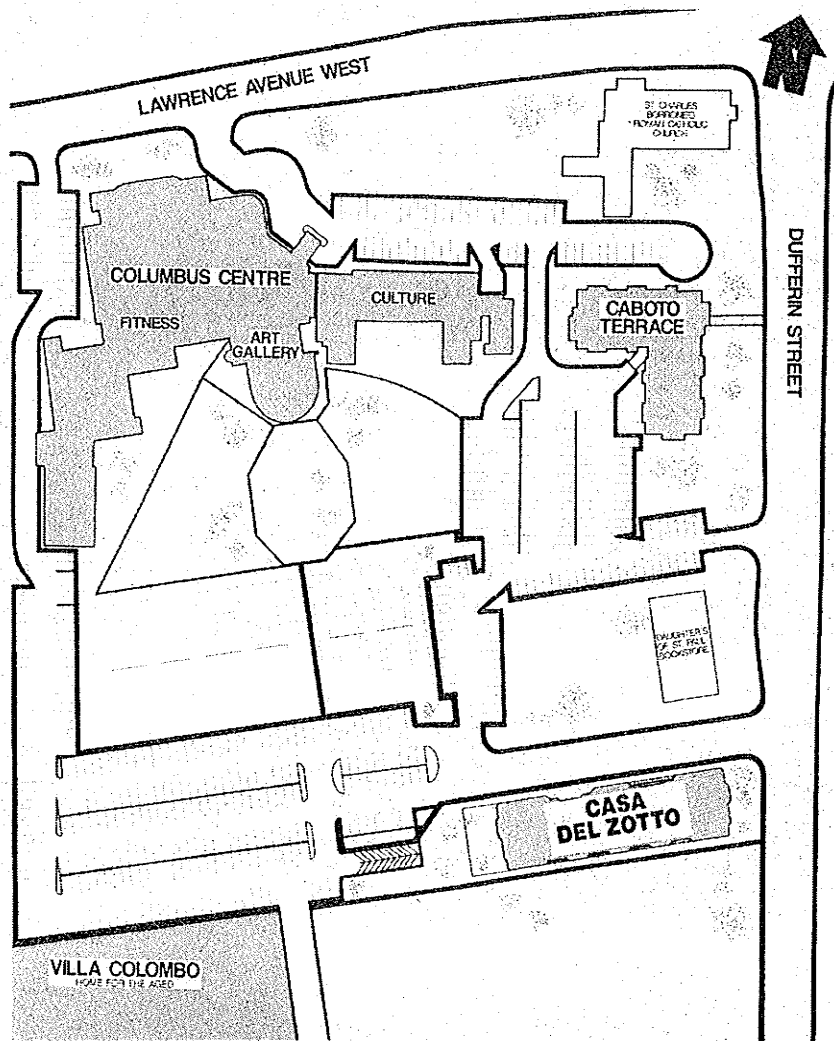 LAWRENCE AVENUE WEST
N
ST. CHARLES
BORROMEO
ROMAN CATHOLIC
CHURCH
DUFFERIN STREET
COLUMBUS CENTRE
FITNESS
ART
GALLERY
CULTURE
CABOTO
TERRACE
DAUGHTERS
OF ST. PAUL
BOOKSTORE
CASA
DEL ZOTTO
VILLA COLOMBO
HOME FOR THE AGED